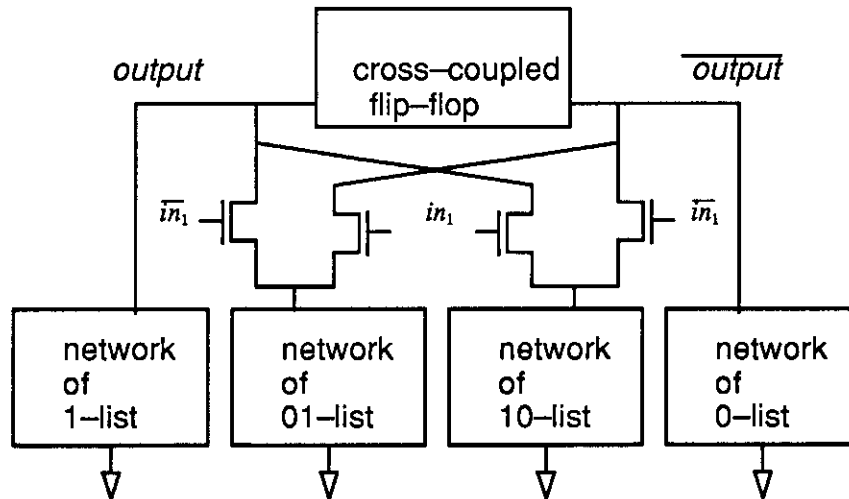 output
cross–coupled
flip–flop
output
in₁
in₁
in₁
network
of
1–list
network
of
01–list
network
of
10–list
network
of
0–list